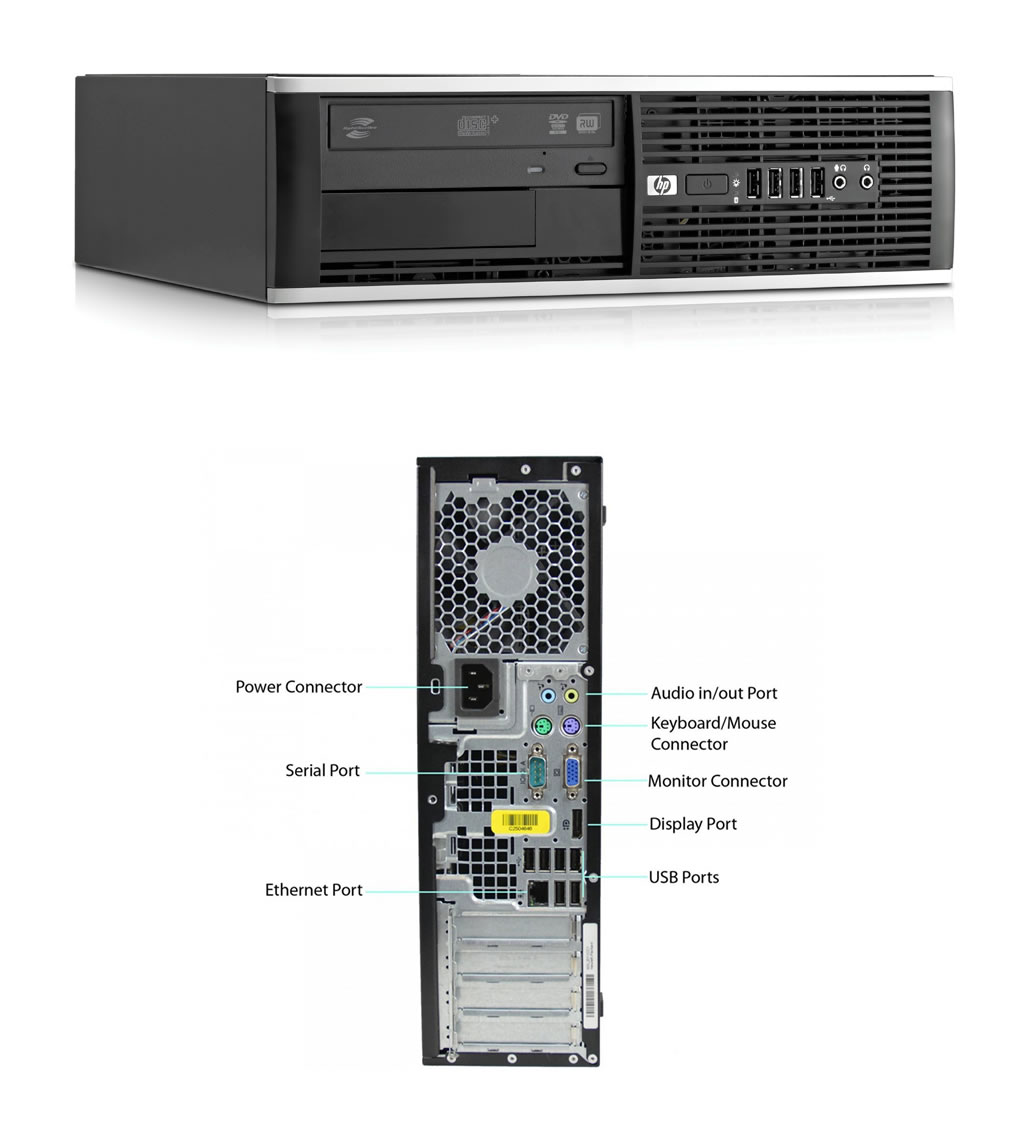 hp
DVD
RW
Power Connector
Audio in/out Port
Keyboard/Mouse
Connector
Serial Port
Monitor Connector
Display Port
C2504646
USB Ports
Ethernet Port